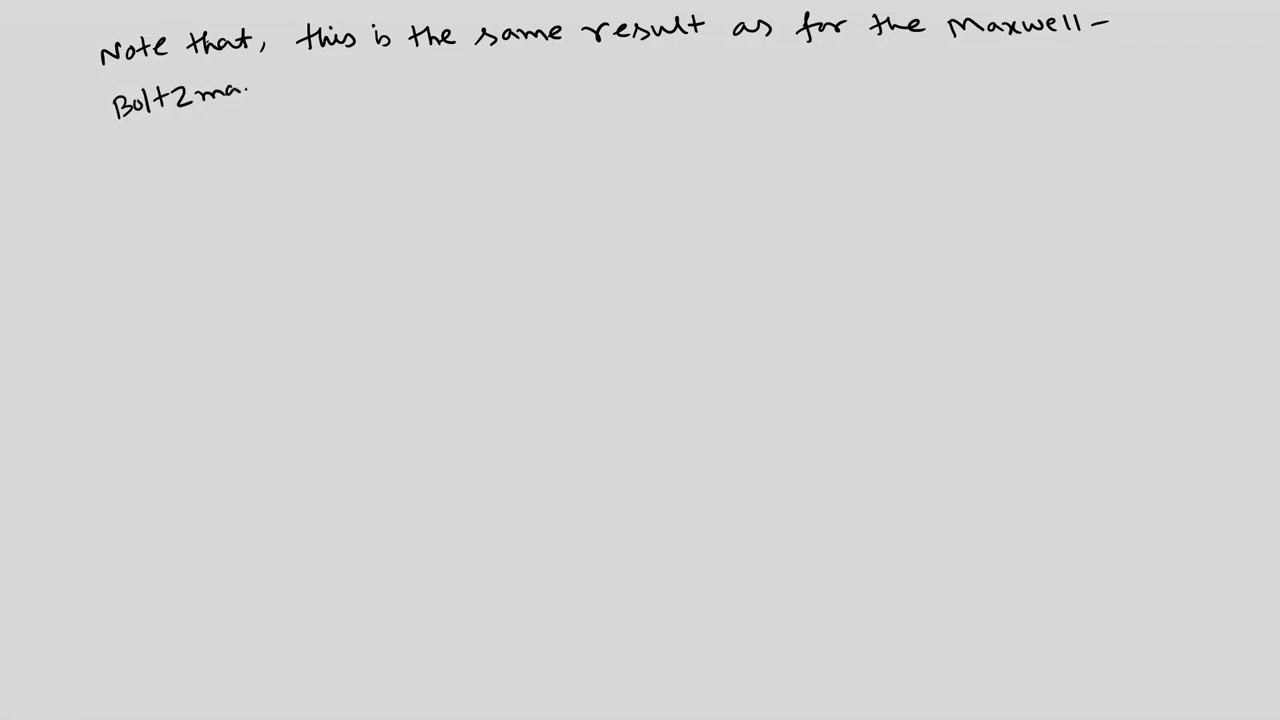 Note that, this is the same result as for the Maxwell-
Boltzma